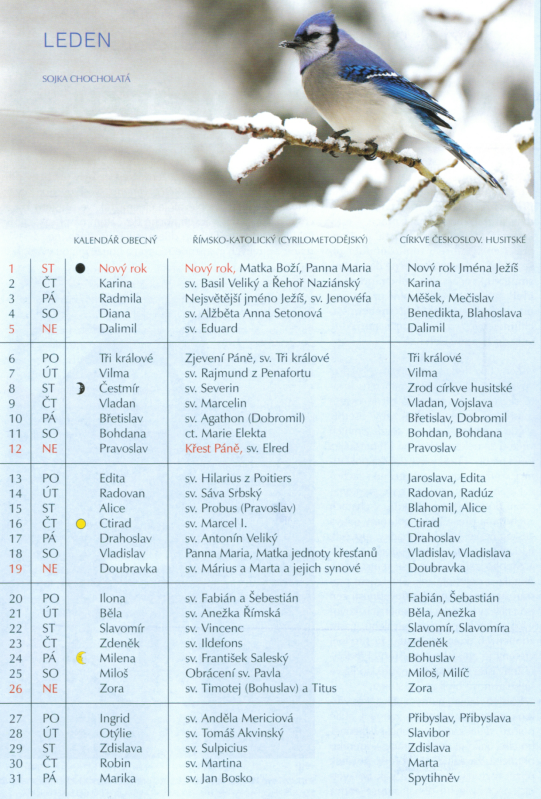 LEDEN
SOJKA CHOCHOLATÁ
KALENDÁŘ OBECNÝ ŘÍMSKO-KATOLICKÝ (CYRILOMETODĚJSKÝ) CÍRKVE ČESKOSLOV. HUSITSKÉ
1 ST Nový rok Nový rok, Matka Boží, Panna Maria Nový rok Jména Ježíš
2 ČT Karina sv. Basil Veliký a Řehoř Naziánský Karina
3 PÁ Radmila Nejsvětější jméno Ježíš, sv. Jenovéfa Měšek, Mečislav
4 SO Diana sv. Alžběta Anna Setonová Benedikta, Blahoslava
5 NE Dalimil sv. Eduard Dalimil
6 PO Tři králové Zjevení Páně, sv. Tři králové Tři králové
7 ÚT Vilma sv. Rajmund z Penafortu Vilma
8 ST Čestmír sv. Severin Zrod církve husitské
9 ČT Vladan sv. Marcelin Vladan, Vojslava
10 PÁ Břetislav sv. Agathon (Dobromil) Břetislav, Dobromil
11 SO Bohdana ct. Marie Elekta Bohdan, Bohdana
12 NE Pravoslav Křest Páně, sv. Elred Pravoslav
13 PO Edita sv. Hilarius z Poitiers Jaroslava, Edita
14 ÚT Radovan sv. Sáva Srbský Radovan, Radúz
15 ST Alice sv. Probus (Pravoslav) Blahomil, Alice
16 ČT Ctirad sv. Marcel I. Ctirad
17 PÁ Drahoslav sv. Antonín Veliký Drahoslav
18 SO Vladislav Panna Maria, Matka jednoty křesťanů Vladislav, Vladislava
19 NE Doubravka sv. Márius a Marta a jejich synové Doubravka
20 PO Ilona sv. Fabián a Šebestián Fabián, Šebastián
21 ÚT Běla sv. Anežka Římská Běla, Anežka
22 ST Slavomír sv. Vincenc Slavomír, Slavomíra
23 ČT Zdeněk sv. Ildefons Zdeněk
24 PÁ Milena sv. František Saleský Bohuslav
25 SO Miloš Obrácení sv. Pavla Miloš, Milíč
26 NE Zora sv. Timotej (Bohuslav) a Titus Zora
27 PO Ingrid sv. Anděla Mericiová Přibyslav, Přibyslava
28 ÚT Otýlie sv. Tomáš Akvinský Slavibor
29 ST Zdislava sv. Sulpicius Zdislava
30 ČT Robin sv. Martina Marta
31 PÁ Marika sv. Jan Bosko Spytihněv